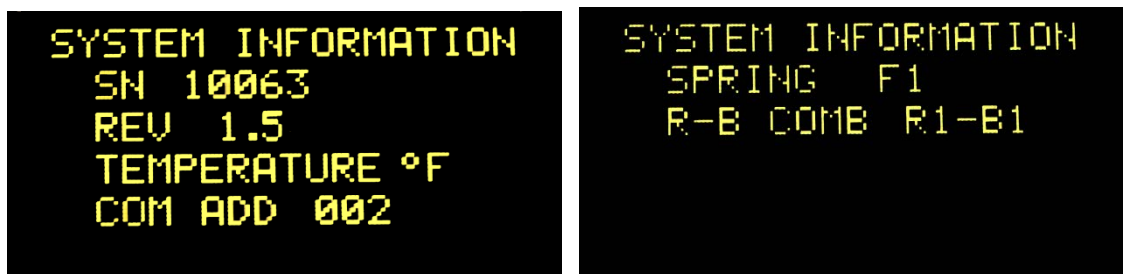 SYSTEM INFORMATION
SN 10063
REV 1.5
TEMPERATURE °F
COM ADD 002
SYSTEM INFORMATION
SPRING F1
R-B COMB R1-B1